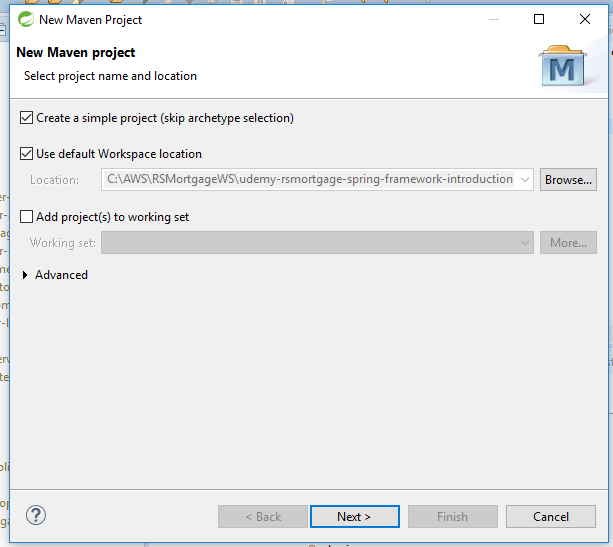 New Maven Project
New Maven project
Select project name and location
M
Create a simple project (skip archetype selection)
Use default Workspace location
Location: C:\AWS\RSMortgageWS\udemy-rsmortgage-spring-framework-introduction Browse...
Add project(s) to working set
Working set: More...
Advanced
? < Back Next > Finish Cancel